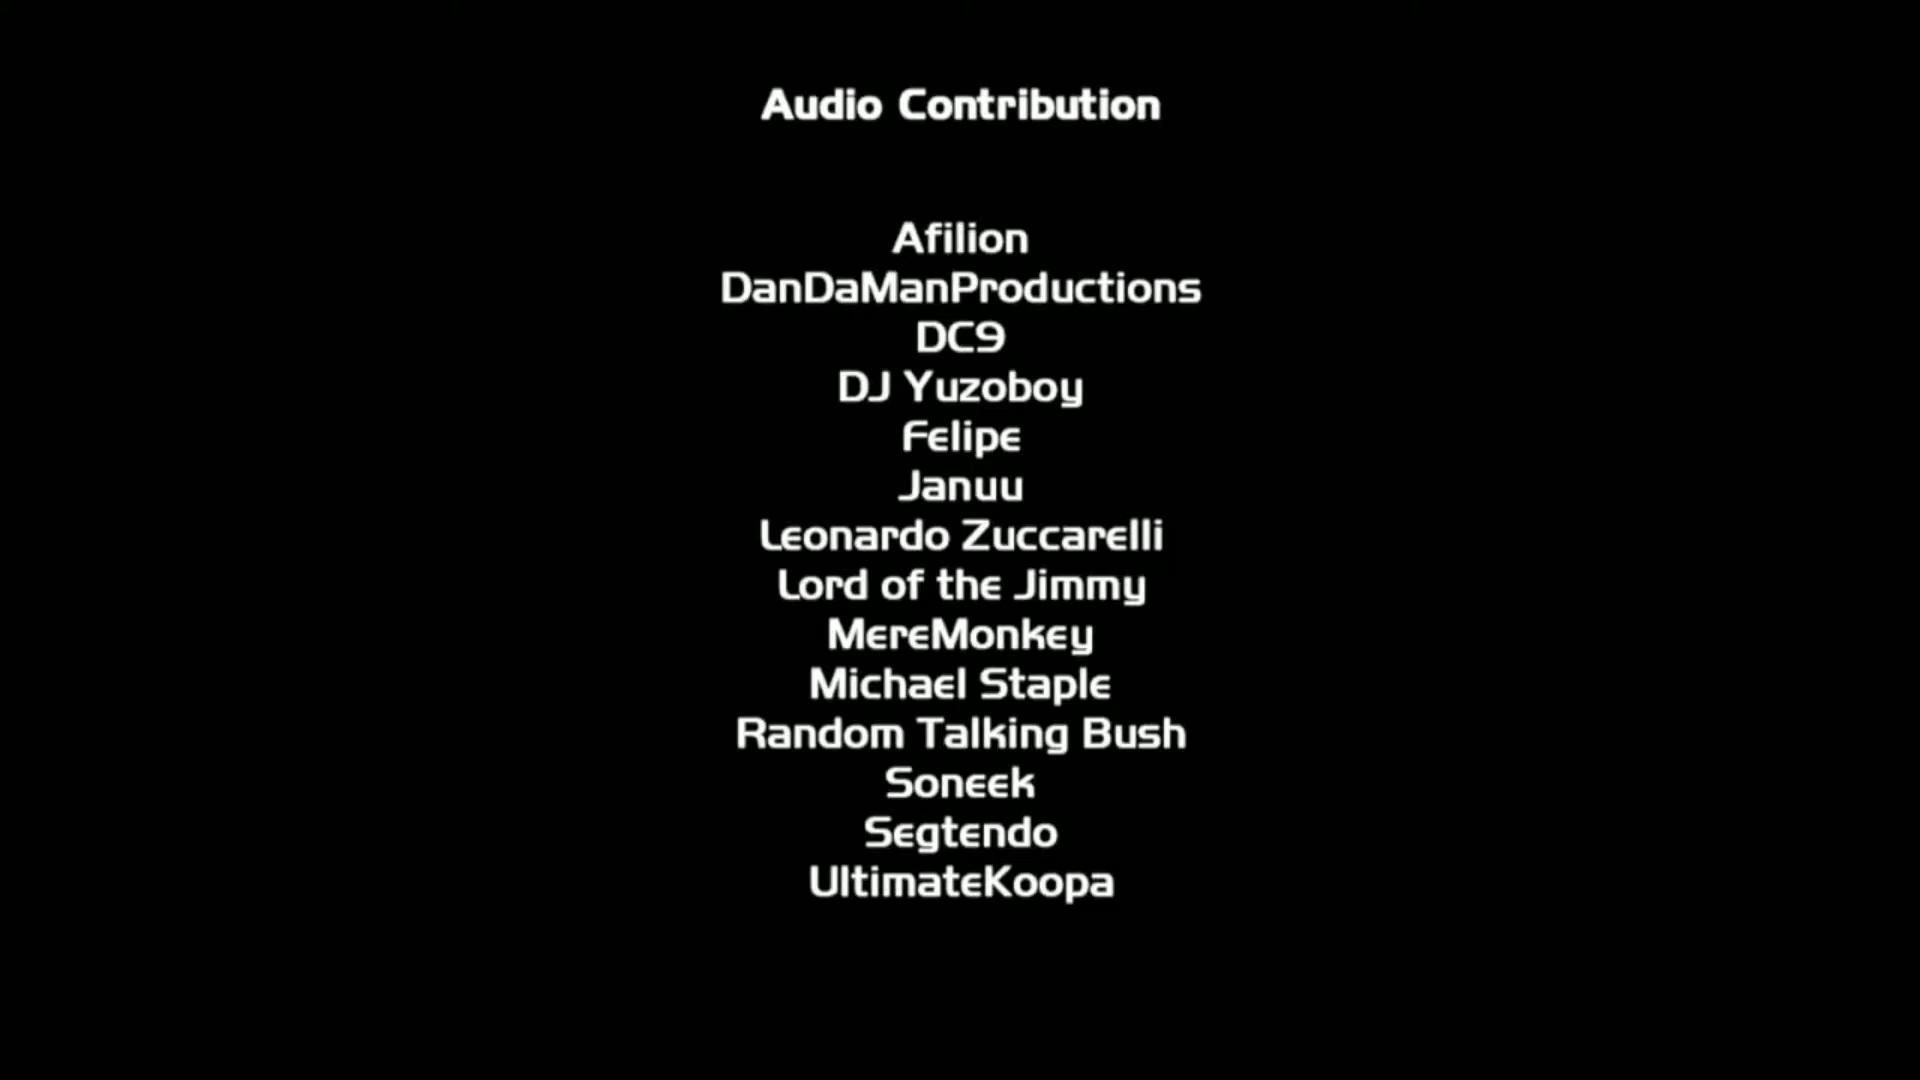 Audio Contribution
Afilion
DanDaManProductions
DC9
DJ Yuzoboy
Felipe
Januu
Leonardo Zuccarelli
Lord of the Jimmy
MereMonkey
Michael Staple
Random Talking Bush
Soneek
Segtendo
UltimateKoopa